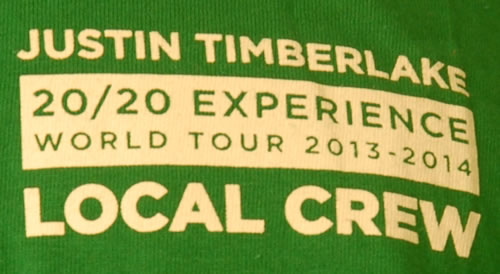 JUSTIN TIMBERLAKE
20/20 EXPERIENCE
WORLD TOUR 2013-2014
LOCAL CREW